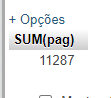 + Opções
SUM(pag)
11287